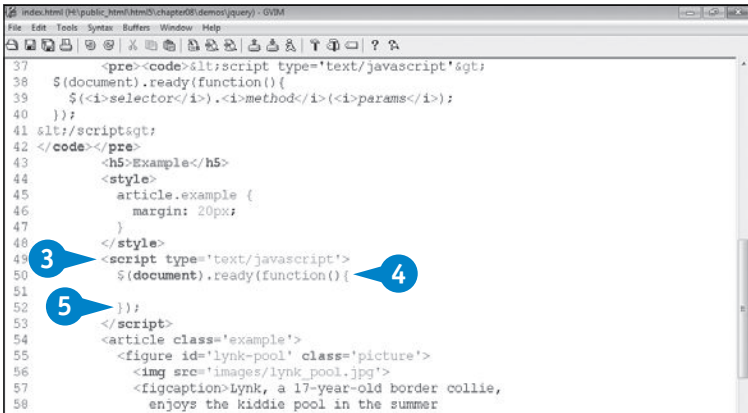 index.html (H:\public_html\html5\chapter08\demos\jquery) - GVIM
File Edit Tools Syntax Buffers Window Help
37 <pre><code>&lt;script type='text/javascript'&gt;
38 $(document).ready(function(){
39 $(<i>selector</i>).<i>method</i>(<i>params</i>);
40 });
41 &lt;/script&gt;
42 </code></pre>
43 <h5>Example</h5>
44 <style>
45 article.example {
46 margin: 20px;
47 }
48 </style>
49 3 <script type='text/javascript'>
50 $(document).ready(function(){ 4
51
52 5 });
53 </script>
54 <article class='example'>
55 <figure id='lynk-pool' class='picture'>
56 <img src='images/lynk_pool.jpg'>
57 <figcaption>Lynk, a 17-year-old border collie,
58 enjoys the kiddie pool in the summer